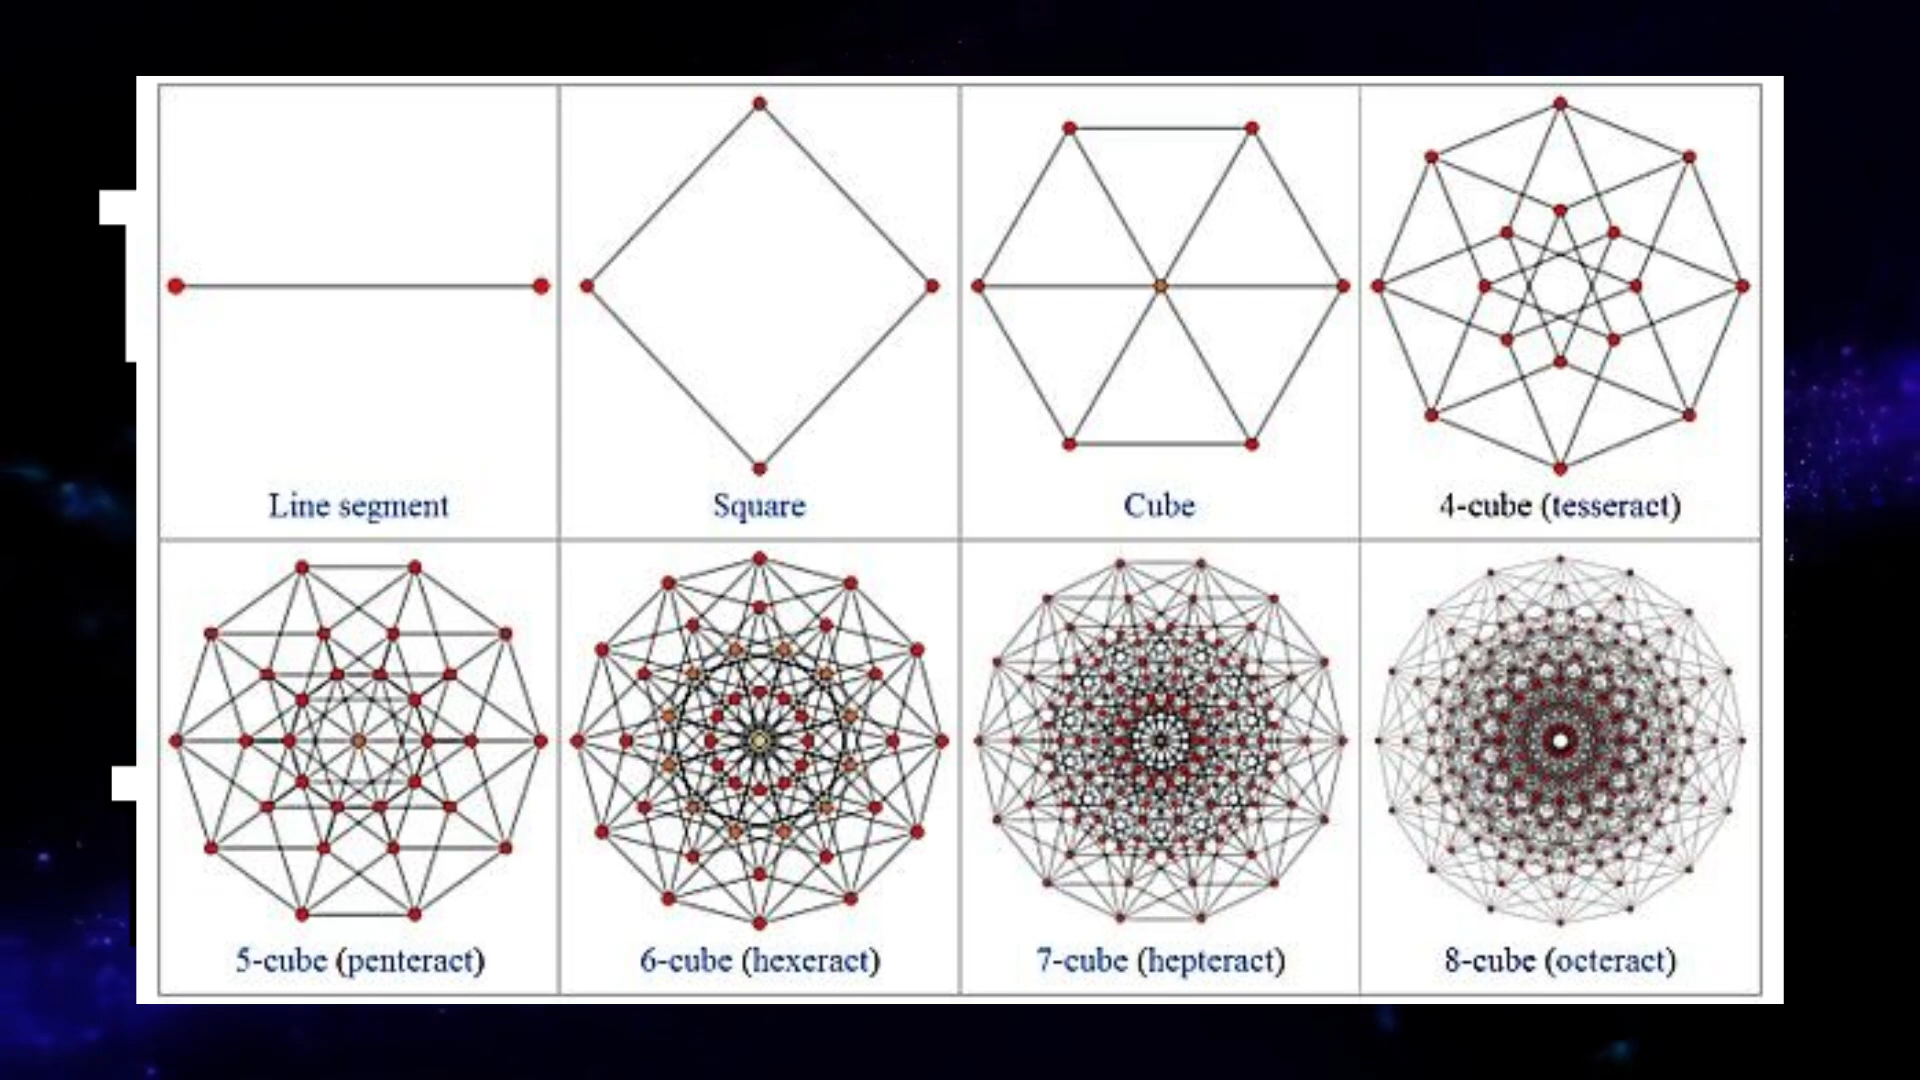 Line segment
Square
Cube
4-cube (tesseract)
5-cube (penteract)
6-cube (hexeract)
7-cube (hepteract)
8-cube (octeract)